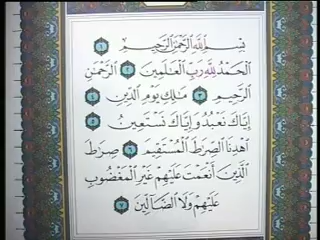 بِسْمِ ٱللَّهِ ٱلرَّحْمَٰنِ ٱلرَّحِيمِ ١
ٱلْحَمْدُ لِلَّهِ رَبِّ ٱلْعَٰلَمِينَ ٢ ٱلرَّحْمَٰنِ
ٱلرَّحِيمِ ٣ مَٰلِكِ يَوْمِ ٱلدِّينِ ٤
إِيَّاكَ نَعْبُدُ وَإِيَّاكَ نَسْتَعِينُ ٥
ٱهْدِنَا ٱلصِّرَٰطَ ٱلْمُسْتَقِيمَ ٦ صِرَٰطَ
ٱلَّذِينَ أَنْعَمْتَ عَلَيْهِمْ غَيْرِ ٱلْمَغْضُوبِ
عَلَيْهِمْ وَلَا ٱلضَّآلِّينَ ٧